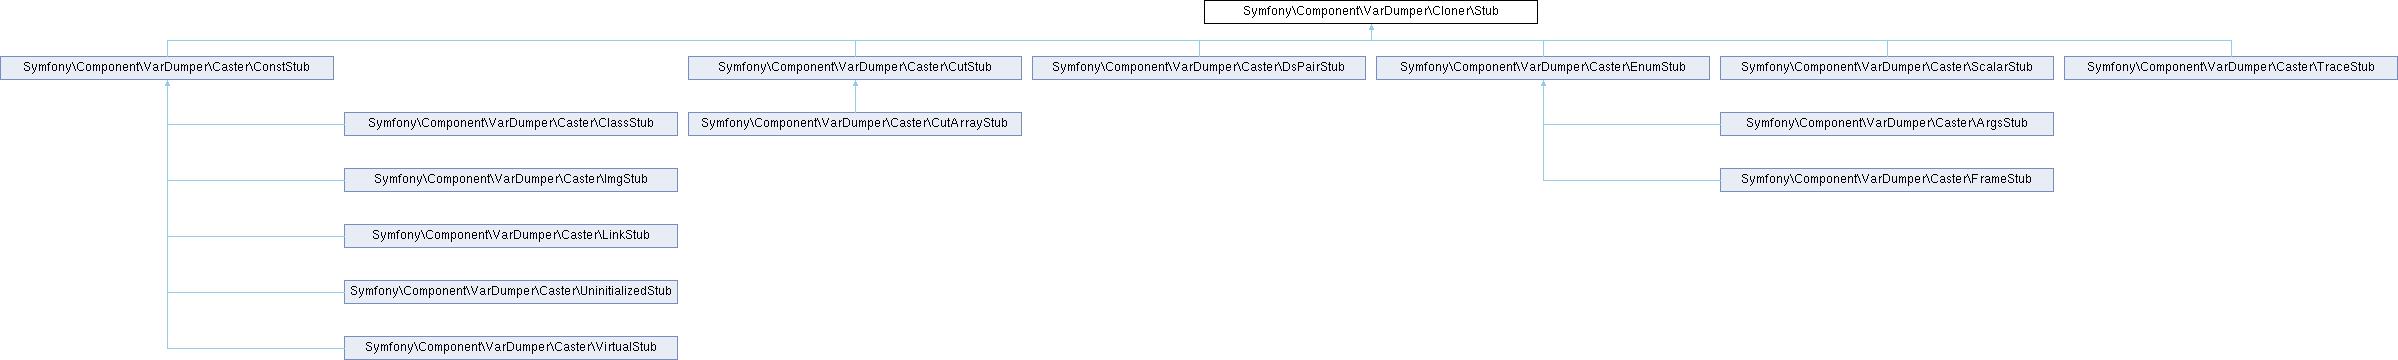 Symfony\Component\VarDumper\Cloner\Stub
Symfony\Component\VarDumper\Caster\ConstStub
Symfony\Component\VarDumper\Caster\CutStub
Symfony\Component\VarDumper\Caster\DsPairStub
Symfony\Component\VarDumper\Caster\EnumStub
Symfony\Component\VarDumper\Caster\ScalarStub
Symfony\Component\VarDumper\Caster\TraceStub
Symfony\Component\VarDumper\Caster\ClassStub
Symfony\Component\VarDumper\Caster\CutArrayStub
Symfony\Component\VarDumper\Caster\ArgsStub
Symfony\Component\VarDumper\Caster\ImgStub
Symfony\Component\VarDumper\Caster\FrameStub
Symfony\Component\VarDumper\Caster\LinkStub
Symfony\Component\VarDumper\Caster\UninitializedStub
Symfony\Component\VarDumper\Caster\VirtualStub